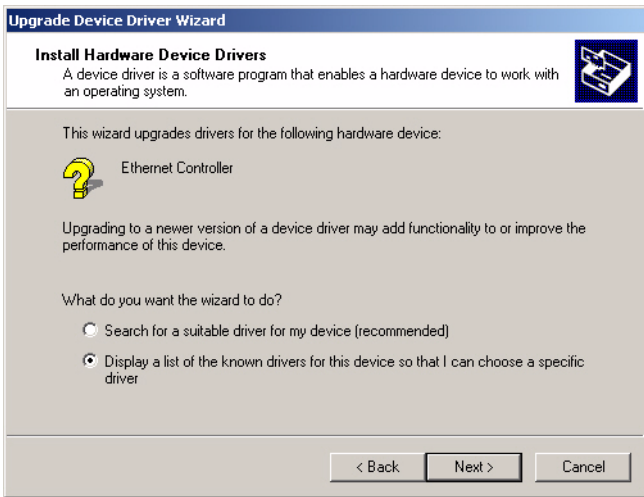 Upgrade Device Driver Wizard
Install Hardware Device Drivers
A device driver is a software program that enables a hardware device to work with
an operating system.
This wizard upgrades drivers for the following hardware device:
Ethernet Controller
Upgrading to a newer version of a device driver may add functionality to or improve the
performance of this device.
What do you want the wizard to do?
Search for a suitable driver for my device (recommended)
Display a list of the known drivers for this device so that I can choose a specific
driver
< Back Next > Cancel